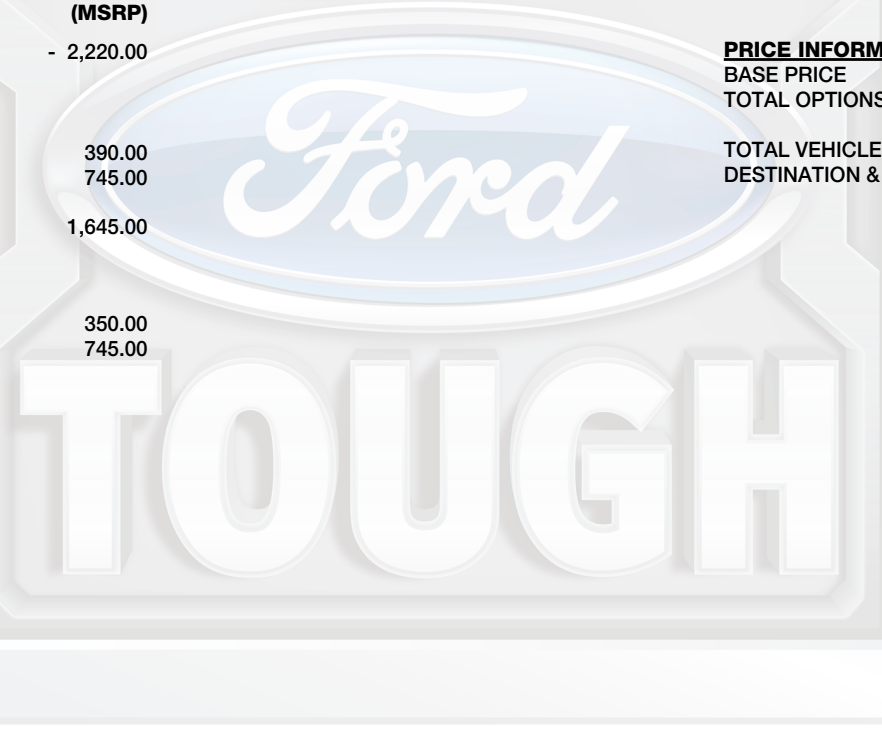 (MSRP)
- 2,220.00
390.00
745.00
1,645.00
350.00
745.00
PRICE INFORM
BASE PRICE
TOTAL OPTIONS
TOTAL VEHICLE
DESTINATION &
Ford
TOUGH